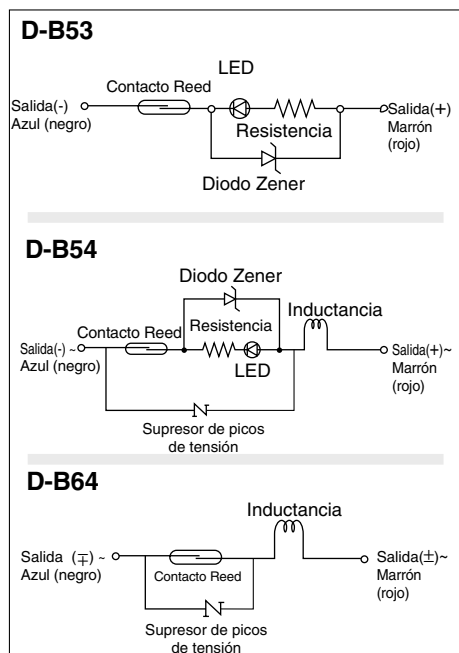 D-B53
LED
Contacto Reed
Salida(-)
Azul (negro)
Salida(+)
Marrón
(rojo)
Resistencia
Diodo Zener
D-B54
Diodo Zener
Inductancia
Contacto Reed
Resistencia
Salida(-) ~
Azul (negro)
LED
Salida(+)~
Marrón
(rojo)
Supresor de picos
de tensión
D-B64
Inductancia
Salida (∓) ~
Azul (negro)
Contacto Reed
Salida(±)~
Marrón
(rojo)
Supresor de picos
de tensión